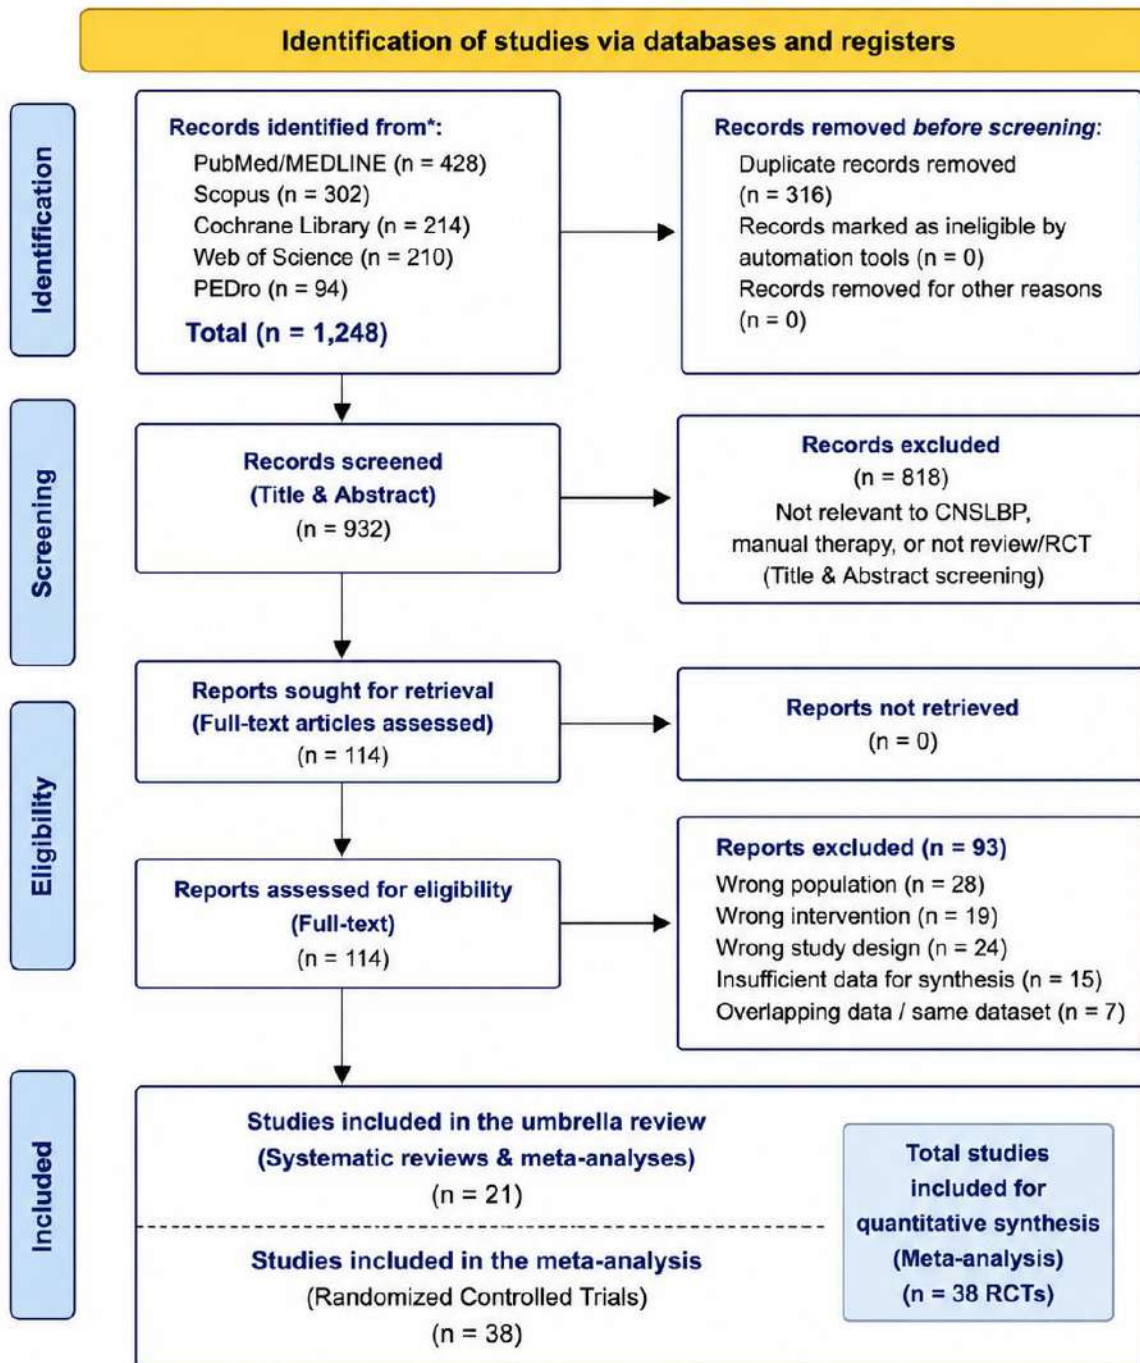 Identification of studies via databases and registers
Identification
Records identified from*:
PubMed/MEDLINE (n = 428)
Scopus (n = 302)
Cochrane Library (n = 214)
Web of Science (n = 210)
PEDro (n = 94)
Total (n = 1,248)
Records removed before screening:
Duplicate records removed
(n = 316)
Records marked as ineligible by
automation tools (n = 0)
Records removed for other reasons
(n = 0)
Screening
Records screened
(Title & Abstract)
(n = 932)
Records excluded
(n = 818)
Not relevant to CNSLBP,
manual therapy, or not review/RCT
(Title & Abstract screening)
Eligibility
Reports sought for retrieval
(Full-text articles assessed)
(n = 114)
Reports not retrieved
(n = 0)
Reports assessed for eligibility
(Full-text)
(n = 114)
Reports excluded (n = 93)
Wrong population (n = 28)
Wrong intervention (n = 19)
Wrong study design (n = 24)
Insufficient data for synthesis (n = 15)
Overlapping data / same dataset (n = 7)
Included
Studies included in the umbrella review
(Systematic reviews & meta-analyses)
(n = 21)
Studies included in the meta-analysis
(Randomized Controlled Trials)
(n = 38)
Total studies
included for
quantitative synthesis
(Meta-analysis)
(n = 38 RCTs)